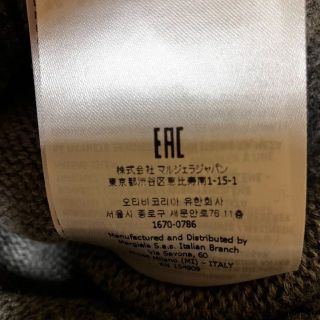 EAC
株式会社 マルジェラジャパン
東京都渋谷区恵比寿南1-15-1
오티비코리아 유한회사
서울시 종로구 새문안로76 11층
1670-0786
Manufactured and Distributed by
Margiela S.a.s. Italian Branch
Via Savona, 60
Milano (MI) - ITALY
RN 154909